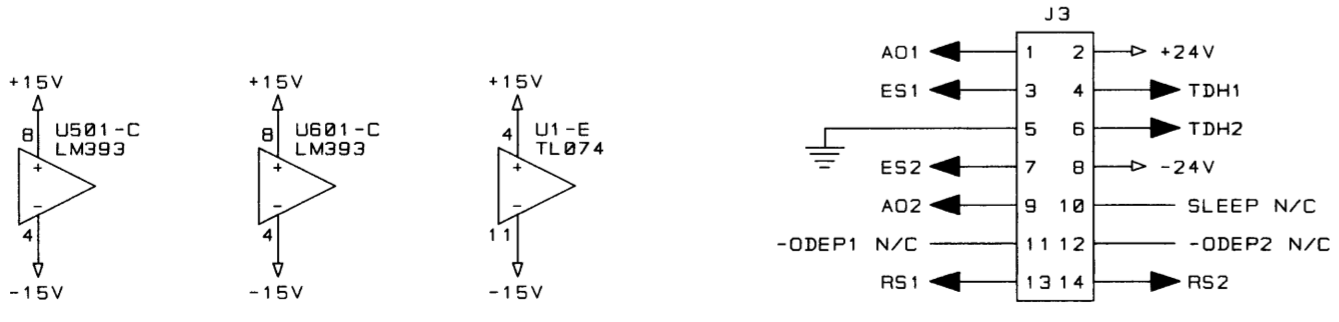 +15V
8 U501-C
LM393
+
-
4
-15V
+15V
8 U601-C
LM393
+
-
4
-15V
+15V
4 U1-E
TL074
+
-
11
-15V
J3
AO1 1 2 +24V
ES1 3 4 TDH1
5 6 TDH2
ES2 7 8 -24V
AO2 9 10 SLEEP N/C
-ODEP1 N/C 11 12 -ODEP2 N/C
RS1 13 14 RS2